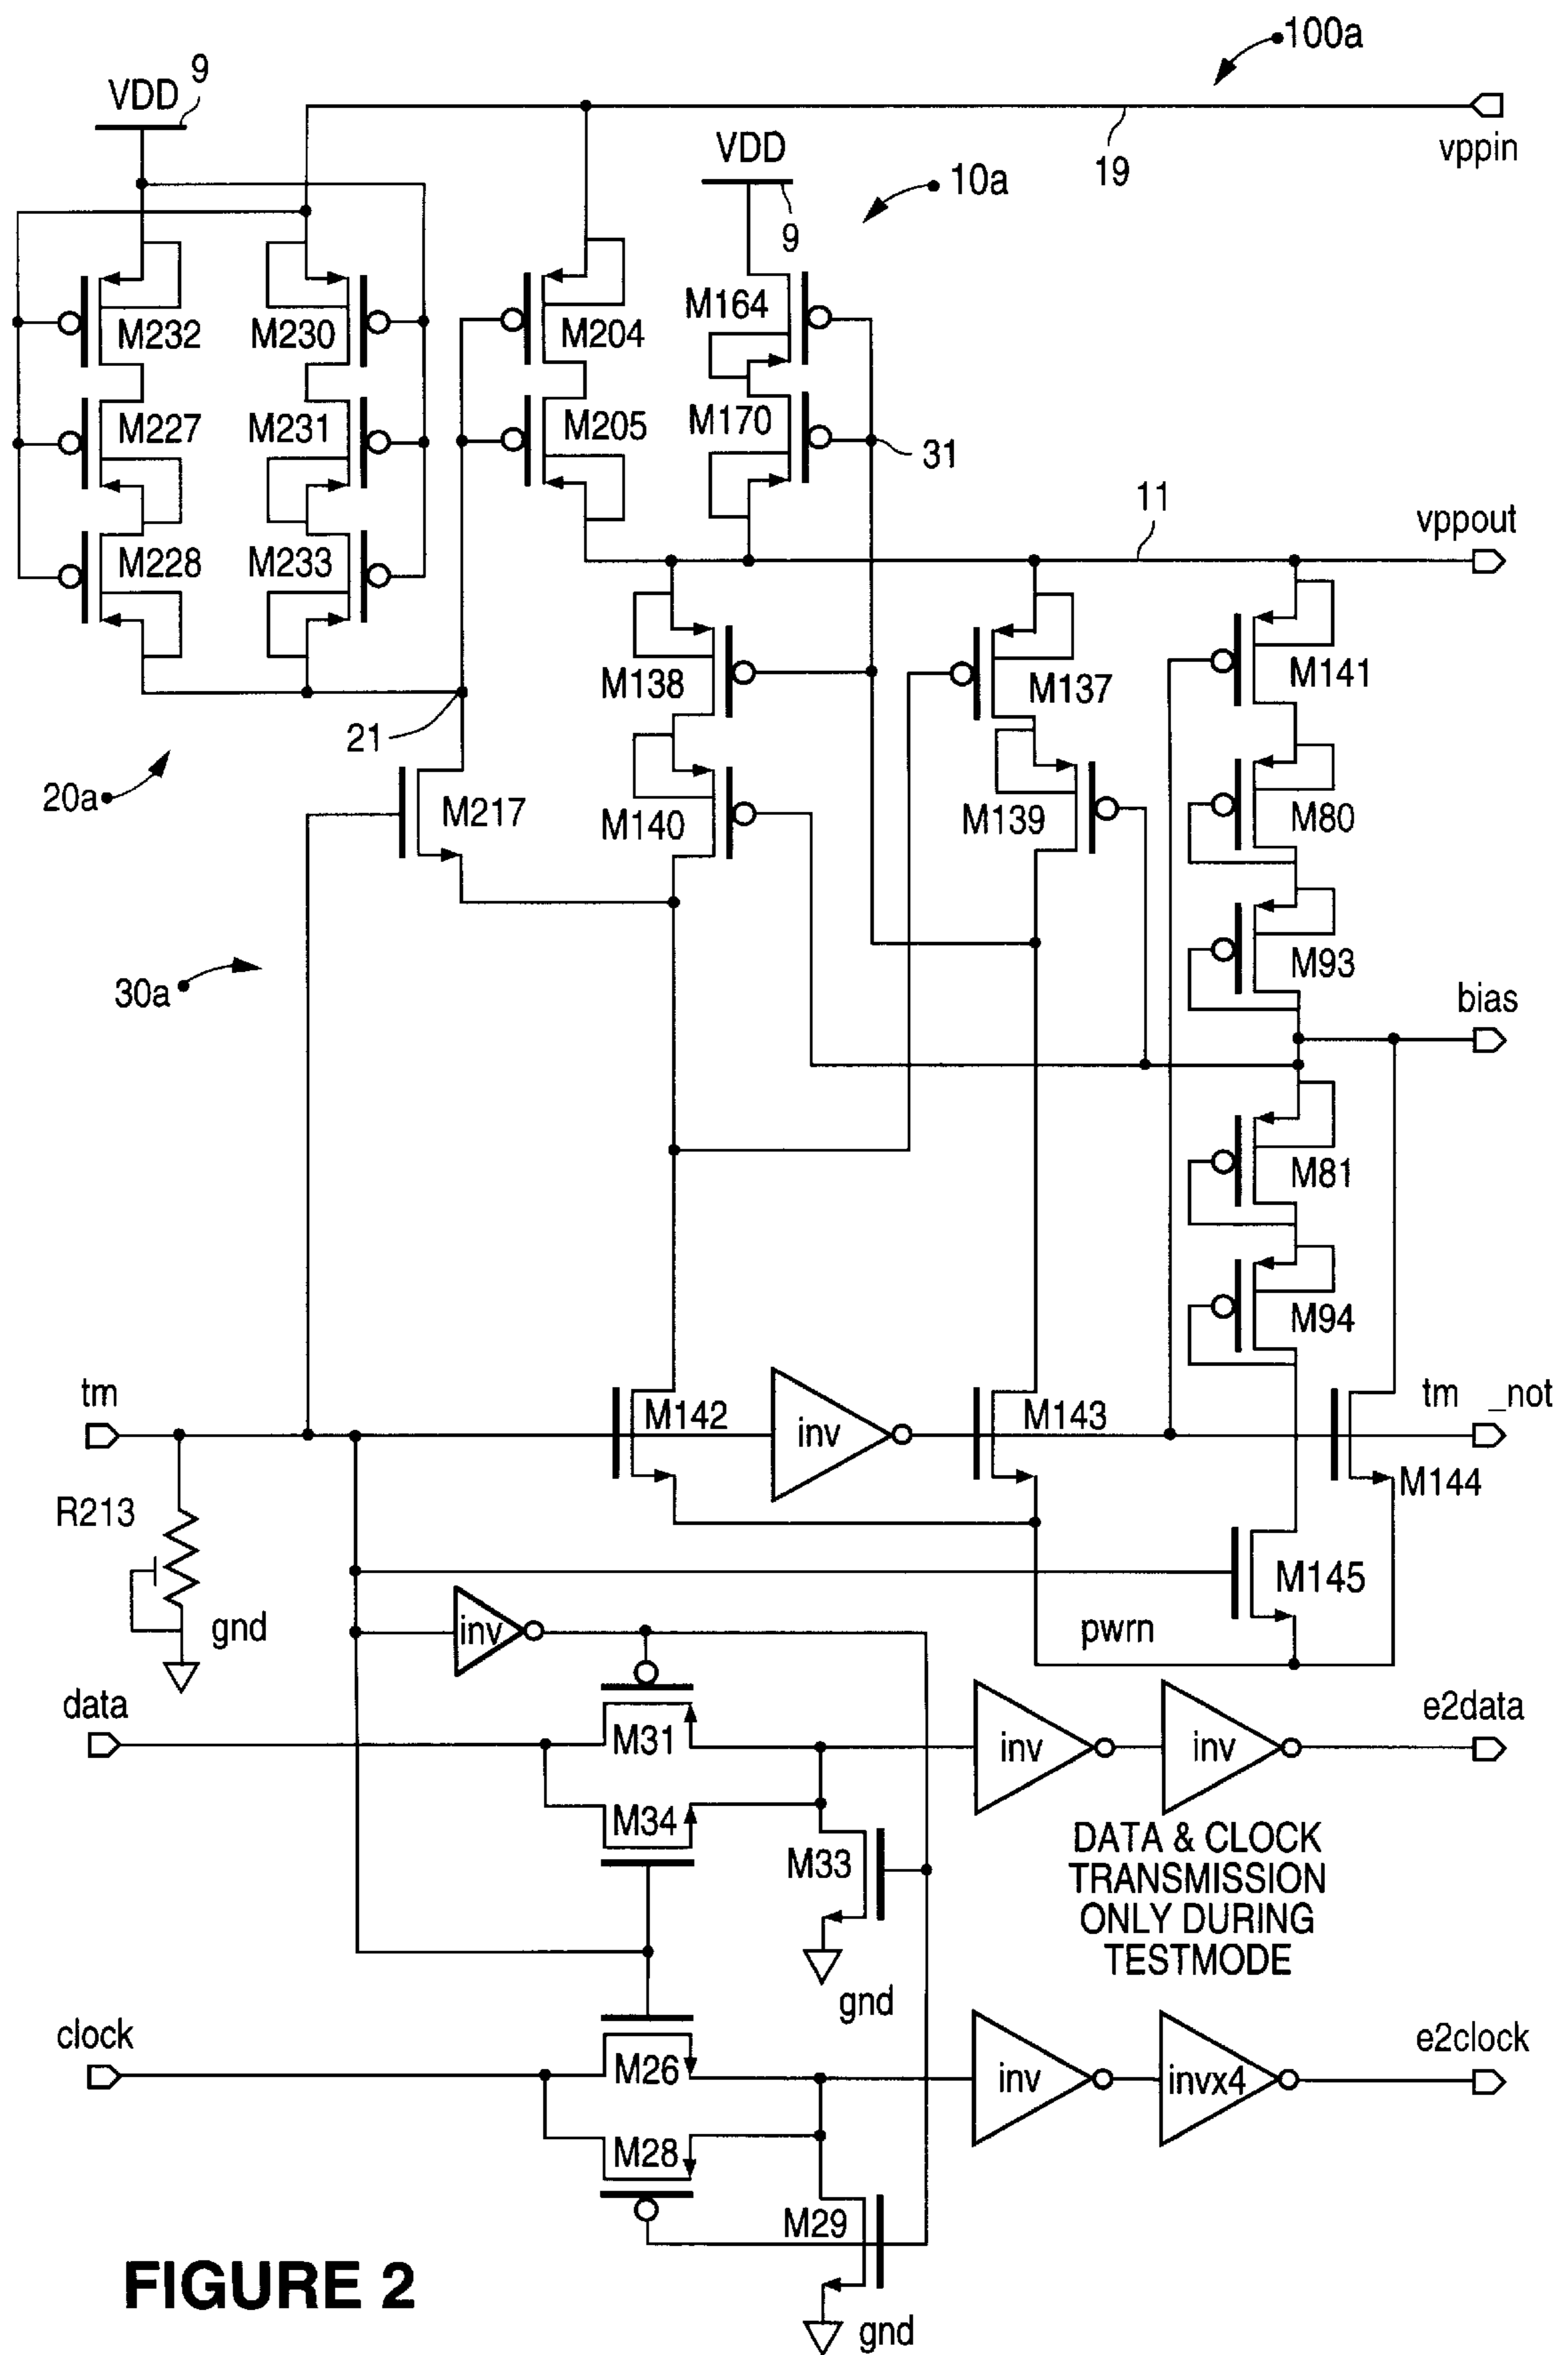 100a
VDD
9
vppin
19
VDD
10a
9
M232
M230
M204
M164
M227
M231
M205
M170
31
11
vppout
M228
M233
M138
M137
M141
21
20a
M217
M140
M139
M80
30a
M93
bias
M81
M94
tm
M142
inv
M143
tm _not
M144
R213
M145
gnd
inv
pwrn
data
M31
inv
inv
e2data
M34
M33
DATA & CLOCK
TRANSMISSION
ONLY DURING
TESTMODE
gnd
clock
M26
inv
invx4
e2clock
M28
M29
FIGURE 2
gnd